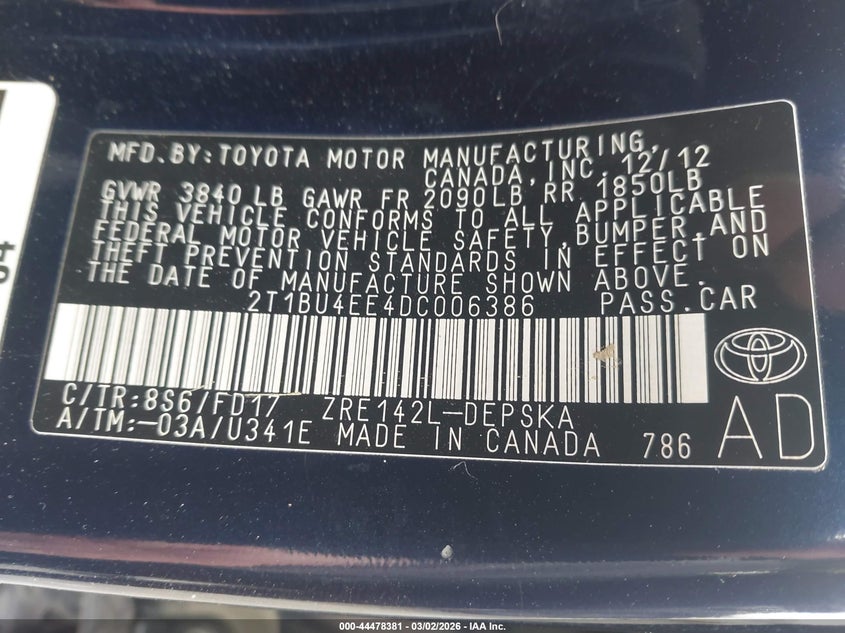 MFD.BY:TOYOTA MOTOR MANUFACTURING,
CANADA,INC.12/12
GVWR 3840 LB GAWR FR 2090LB RR 1850LB
THIS VEHICLE CONFORMS TO ALL APPLICABLE
FEDERAL MOTOR VEHICLE SAFETY,BUMPER,AND
THEFT PREVENTION STANDARDS IN EFFECT ON
THE DATE OF MANUFACTURE SHOWN ABOVE.
2T1BU4EE4DC006386 PASS.CAR
C/TR:8S6/FD17 ZRE142L-DEPSKA
A/TM:-03A/U341E MADE IN CANADA 786
AD
000-44478381 - 03/02/2026 - IAA Inc.